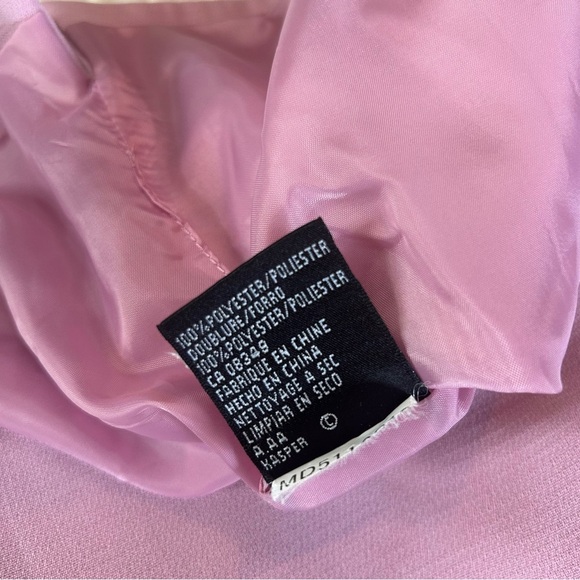 100%POLYESTER/POLIESTER
DOUBLURE/FORRO
100%POLYESTER/POLIESTER
CA 08349
FABRIQUE EN CHINE
HECHO EN CHINA
NETTOYAGE A SEC
LIMPIAR EN SECO
A.AA
KASPER ©